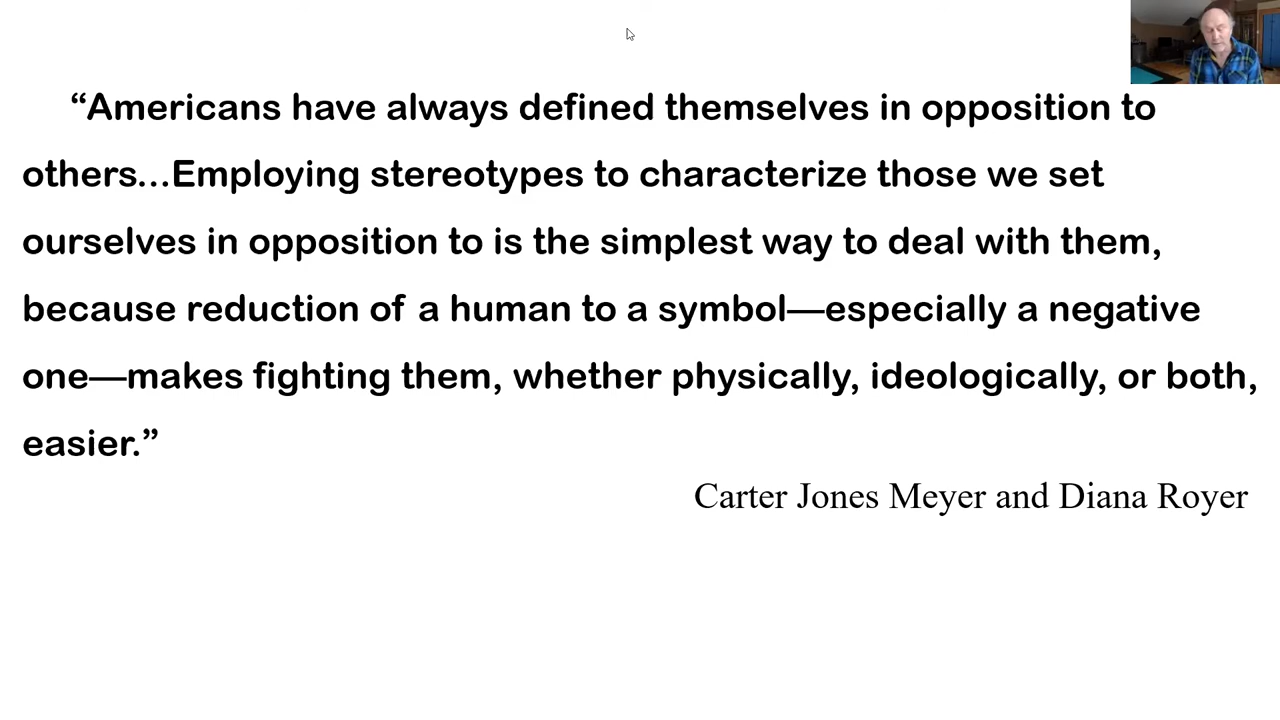 “Americans have always defined themselves in opposition to
others…Employing stereotypes to characterize those we set
ourselves in opposition to is the simplest way to deal with them,
because reduction of a human to a symbol—especially a negative
one—makes fighting them, whether physically, ideologically, or both,
easier.”
Carter Jones Meyer and Diana Royer